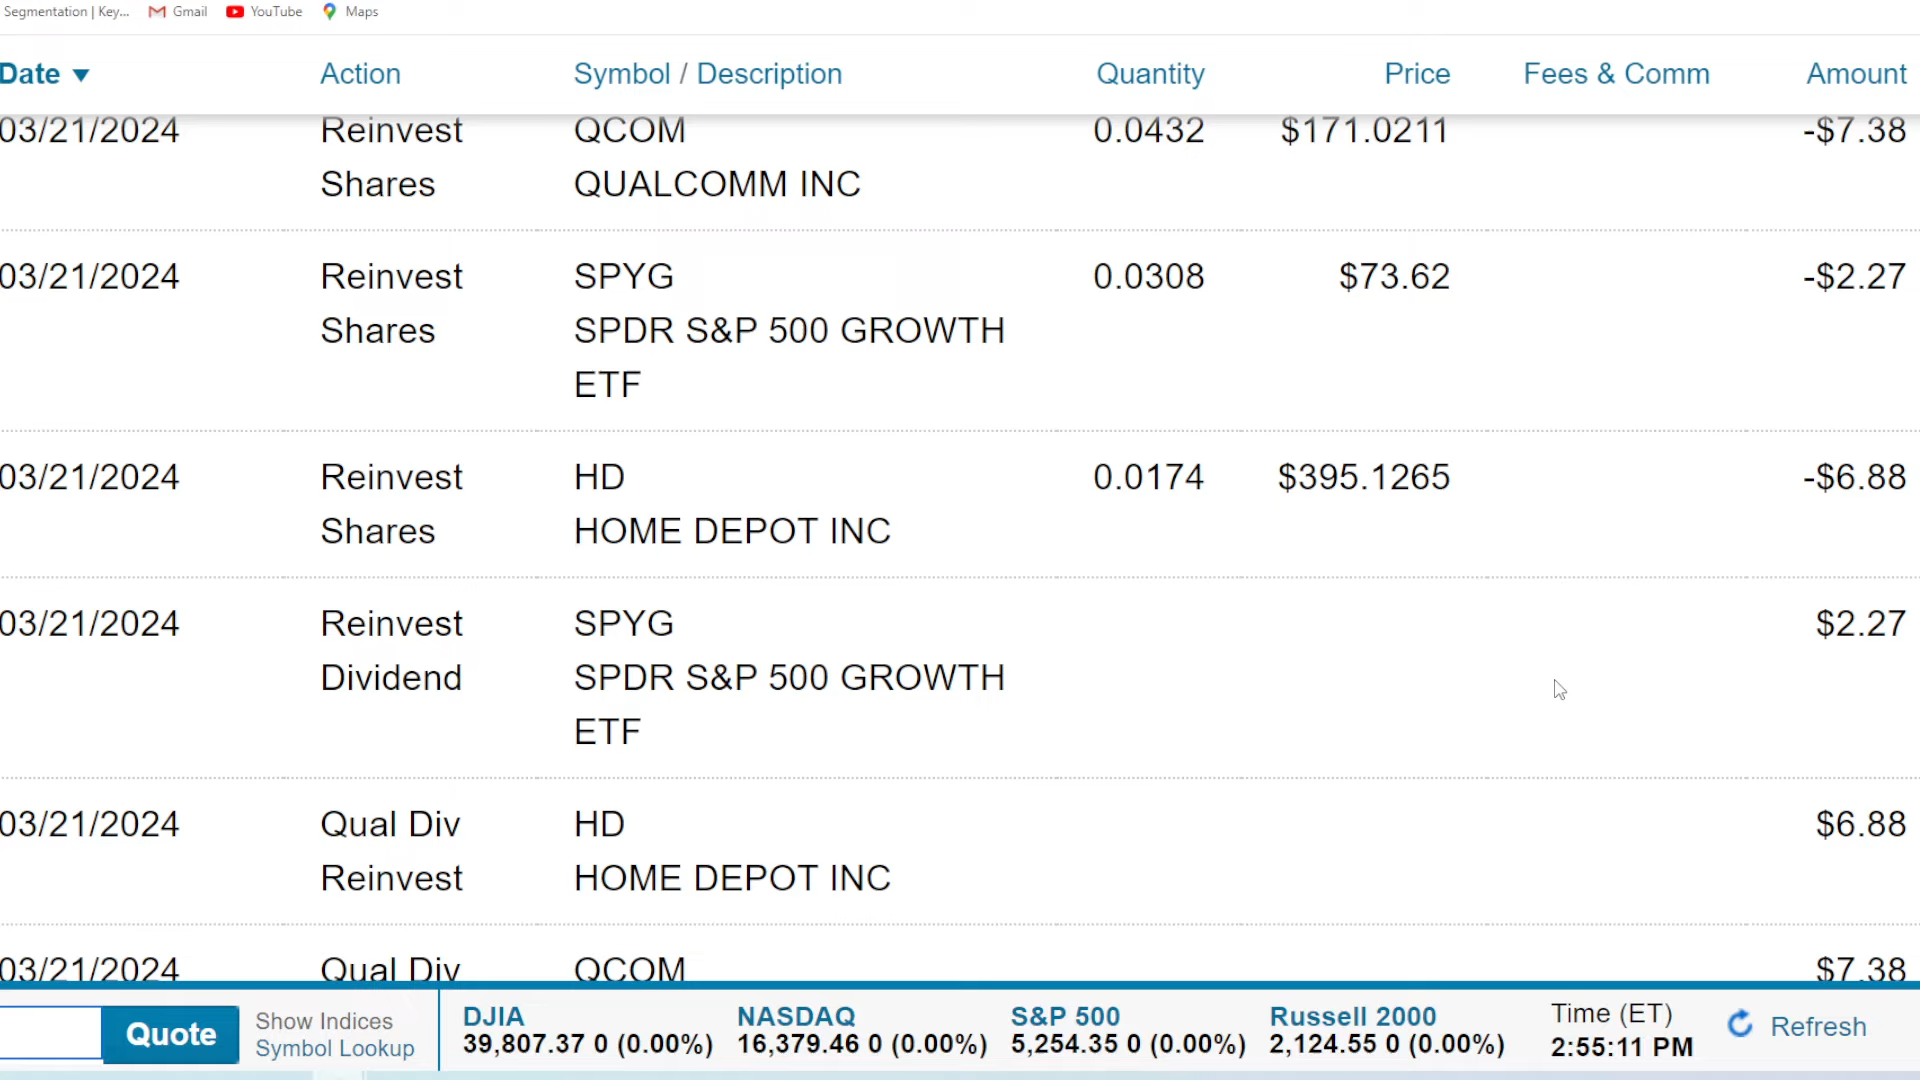 Segmentation | Key... Gmail YouTube Maps
Date ▼ Action Symbol / Description Quantity Price Fees & Comm Amount
03/21/2024 Reinvest QCOM 0.0432 $171.0211 -$7.38
Shares QUALCOMM INC
03/21/2024 Reinvest SPYG 0.0308 $73.62 -$2.27
Shares SPDR S&P 500 GROWTH
ETF
03/21/2024 Reinvest HD 0.0174 $395.1265 -$6.88
Shares HOME DEPOT INC
03/21/2024 Reinvest SPYG $2.27
Dividend SPDR S&P 500 GROWTH
ETF
03/21/2024 Qual Div HD $6.88
Reinvest HOME DEPOT INC
03/21/2024 Qual Div QCOM $7.38
Quote Show Indices DJIA NASDAQ S&P 500 Russell 2000 Time (ET) Refresh
Symbol Lookup 39,807.37 0 (0.00%) 16,379.46 0 (0.00%) 5,254.35 0 (0.00%) 2,124.55 0 (0.00%) 2:55:11 PM